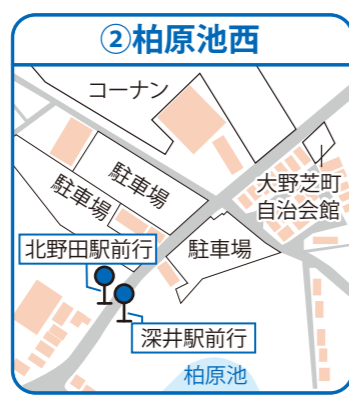 ②柏原池西
コーナン
駐車場
駐車場
大野芝町
自治会館
北野田駅前行
駐車場
深井駅前行
柏原池